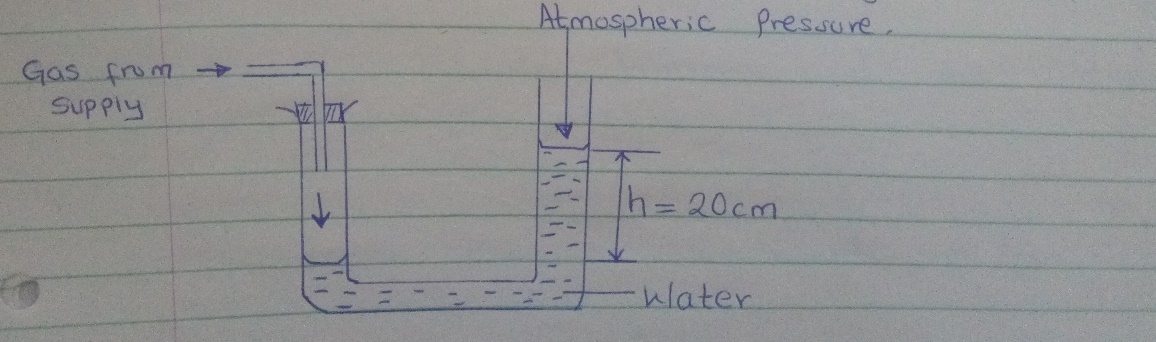 Atmospheric Pressure.
Gas from
supply
h = 20cm
Water